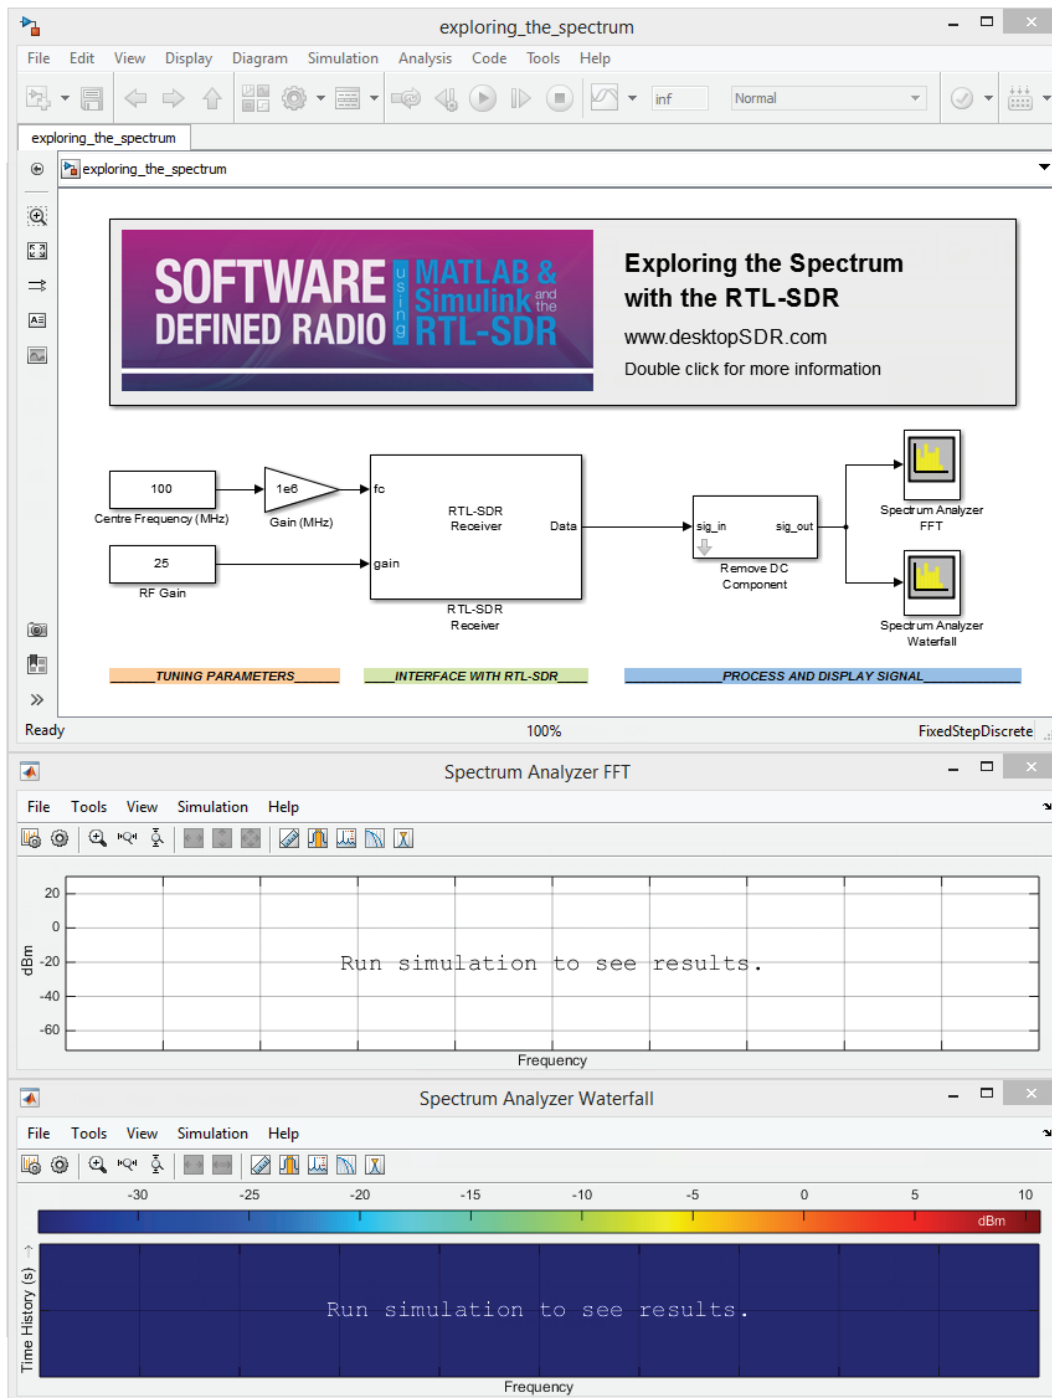 exploring_the_spectrum
File Edit View Display Diagram Simulation Analysis Code Tools Help
inf Normal
exploring_the_spectrum
exploring_the_spectrum
SOFTWARE DEFINED RADIO using MATLAB & Simulink and the RTL-SDR
Exploring the Spectrum
with the RTL-SDR
www.desktopSDR.com
Double click for more information
100
Centre Frequency (MHz)
1e6
Gain (MHz)
25
RF Gain
fc
gain
RTL-SDR
Receiver
Data
RTL-SDR
Receiver
sig_in sig_out
Remove DC
Component
Spectrum Analyzer
FFT
Spectrum Analyzer
Waterfall
TUNING PARAMETERS
INTERFACE WITH RTL-SDR
PROCESS AND DISPLAY SIGNAL
Ready 100% FixedStepDiscrete
Spectrum Analyzer FFT
File Tools View Simulation Help
20
0
-20
-40
-60
dBm
Run simulation to see results.
Frequency
Spectrum Analyzer Waterfall
File Tools View Simulation Help
-30 -25 -20 -15 -10 -5 0 5 10
dBm
Time History (s)
Run simulation to see results.
Frequency